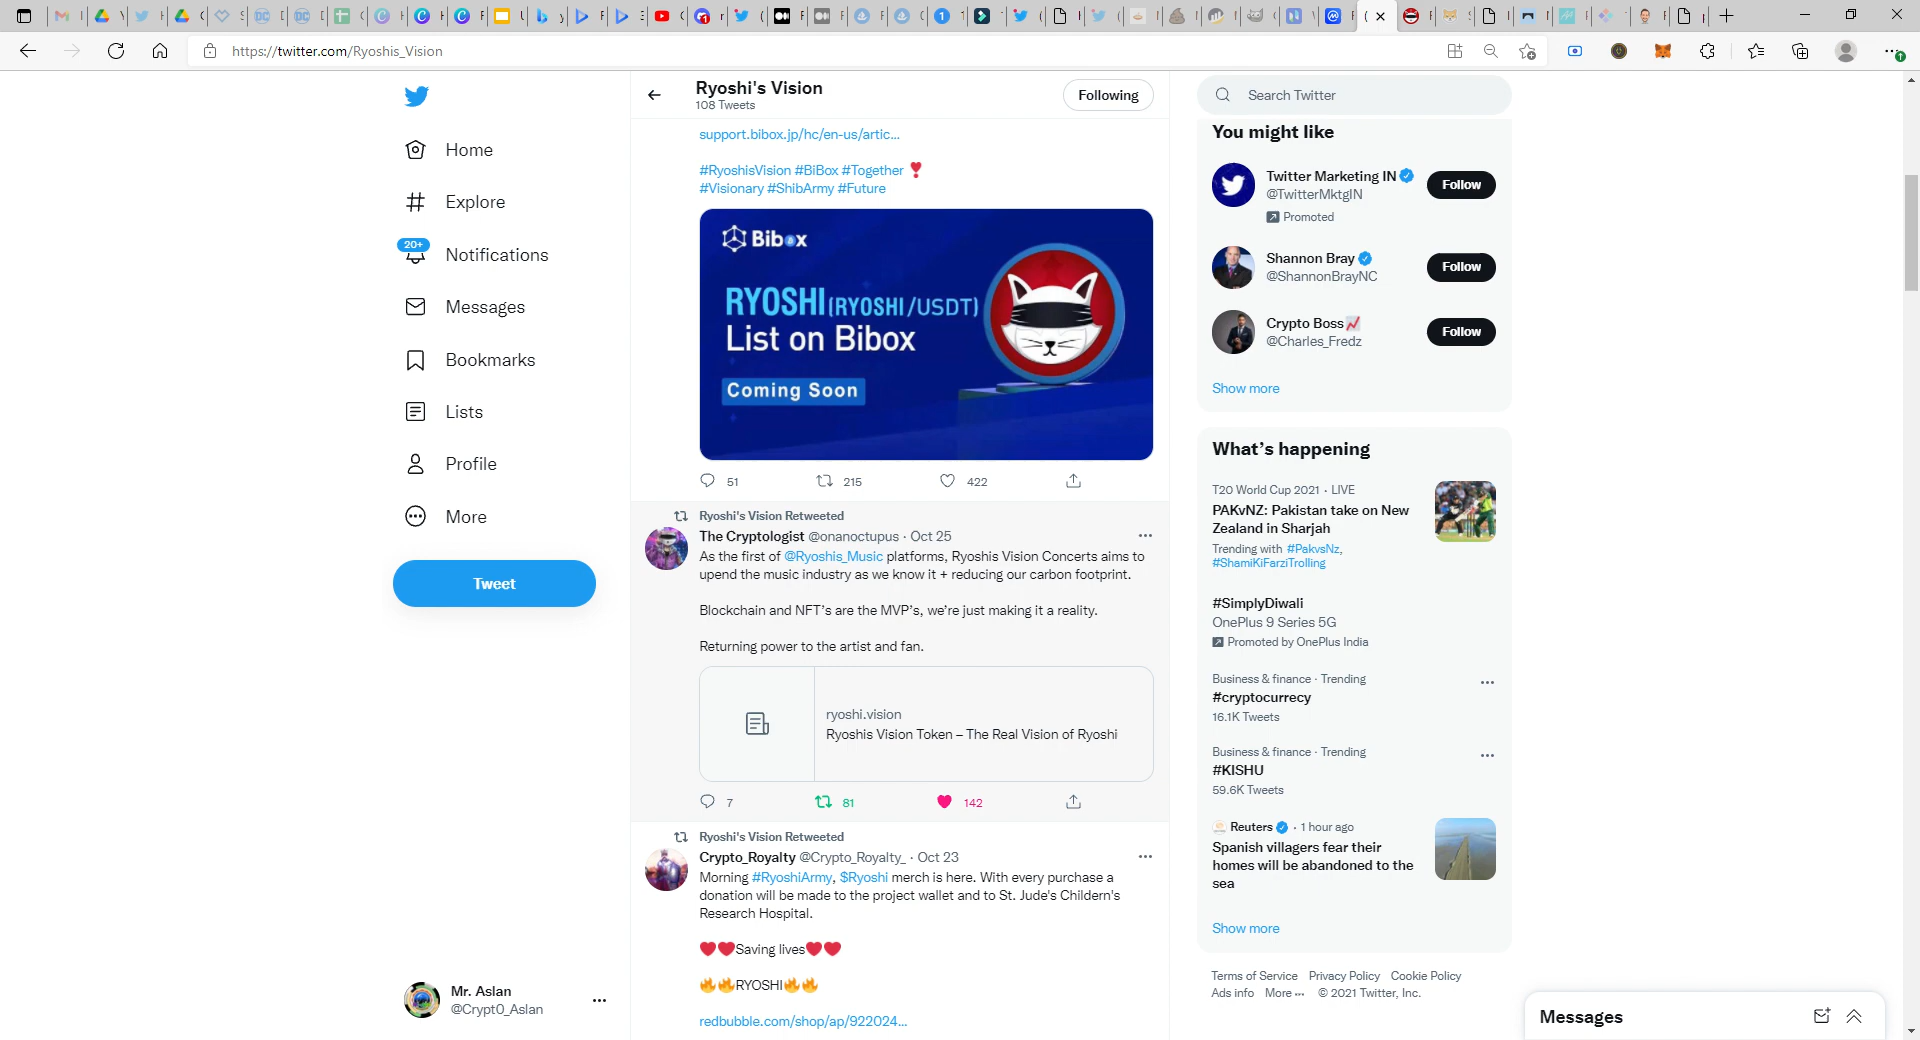 https://twitter.com/Ryoshis_Vision
Home
Explore
20+
Notifications
Messages
Bookmarks
Lists
Profile
More
Tweet
Mr. Aslan
@Crypt0_Aslan
Ryoshi's Vision
108 Tweets
Following
support.bibox.jp/hc/en-us/artic...
#RyoshisVision #BiBox #Together ❣
#Visionary #ShibArmy #Future
Bibox
RYOSHI(RYOSHI/USDT)
List on Bibox
Coming Soon
51 215 422
Ryoshi's Vision Retweeted
The Cryptologist @onanoctupus · Oct 25
As the first of @Ryoshis_Music platforms, Ryoshis Vision Concerts aims to
upend the music industry as we know it + reducing our carbon footprint.
Blockchain and NFT's are the MVP's, we're just making it a reality.
Returning power to the artist and fan.
ryoshi.vision
Ryoshis Vision Token – The Real Vision of Ryoshi
7 81 142
Ryoshi's Vision Retweeted
Crypto_Royalty @Crypto_Royalty_ · Oct 23
Morning #RyoshiArmy, $Ryoshi merch is here. With every purchase a
donation will be made to the project wallet and to St. Jude's Childern's
Research Hospital.
❤❤Saving lives❤❤
🔥🔥RYOSHI🔥🔥
redbubble.com/shop/ap/922024...
Search Twitter
You might like
Twitter Marketing IN
@TwitterMktgIN
Promoted
Follow
Shannon Bray
@ShannonBrayNC
Follow
Crypto Boss📈
@Charles_Fredz
Follow
Show more
What's happening
T20 World Cup 2021 · LIVE
PAKvNZ: Pakistan take on New
Zealand in Sharjah
Trending with #PakvsNz,
#ShamiKiFarziTrolling
#SimplyDiwali
OnePlus 9 Series 5G
Promoted by OnePlus India
Business & finance · Trending
#cryptocurrecy
16.1K Tweets
Business & finance · Trending
#KISHU
59.6K Tweets
Reuters · 1 hour ago
Spanish villagers fear their
homes will be abandoned to the
sea
Show more
Terms of Service Privacy Policy Cookie Policy
Ads info More ··· © 2021 Twitter, Inc.
Messages